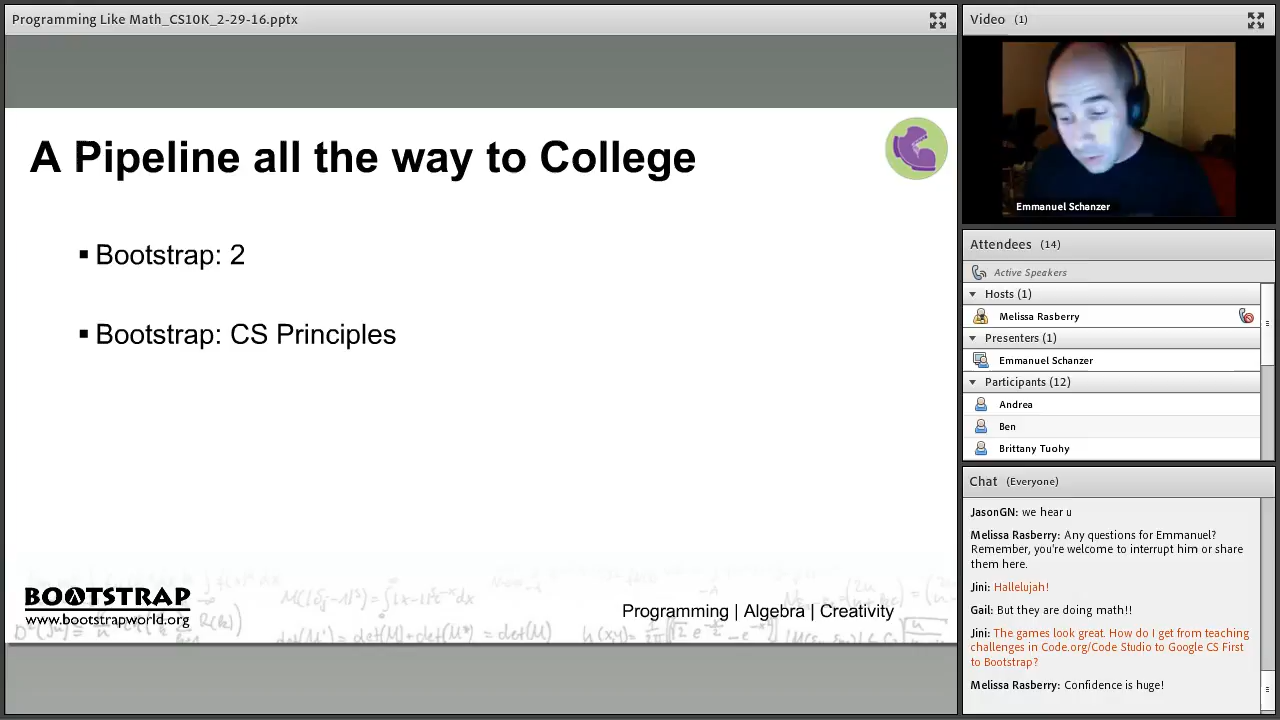 Programming Like Math_CS10K_2-29-16.pptx
A Pipeline all the way to College
▪ Bootstrap: 2
▪ Bootstrap: CS Principles
BOOTSTRAP
www.bootstrapworld.org
Programming | Algebra | Creativity
Video (1)
Emmanuel Schanzer
Attendees (14)
Active Speakers
Hosts (1)
Melissa Rasberry
Presenters (1)
Emmanuel Schanzer
Participants (12)
Andrea
Ben
Brittany Tuohy
Chat (Everyone)
JasonGN: we hear u
Melissa Rasberry: Any questions for Emmanuel?
Remember, you're welcome to interrupt him or share
them here.
Jini: Hallelujah!
Gail: But they are doing math!!
Jini: The games look great. How do I get from teaching
challenges in Code.org/Code Studio to Google CS First
to Bootstrap?
Melissa Rasberry: Confidence is huge!